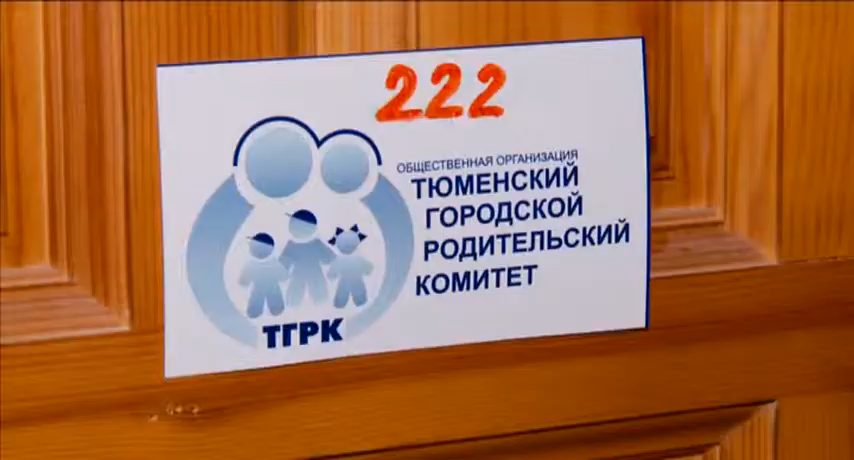 222
ОБЩЕСТВЕННАЯ ОРГАНИЗАЦИЯ
ТЮМЕНСКИЙ
ГОРОДСКОЙ
РОДИТЕЛЬСКИЙ
КОМИТЕТ
ТГРК